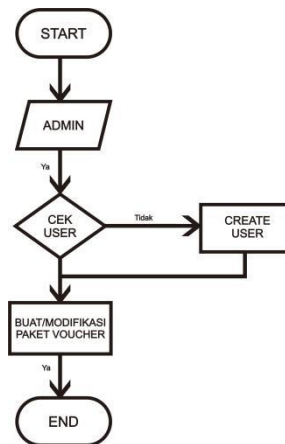 START
ADMIN
Ya
CEK
USER
Tidak
CREATE
USER
BUAT/MODIFIKASI
PAKET VOUCHER
Ya
END